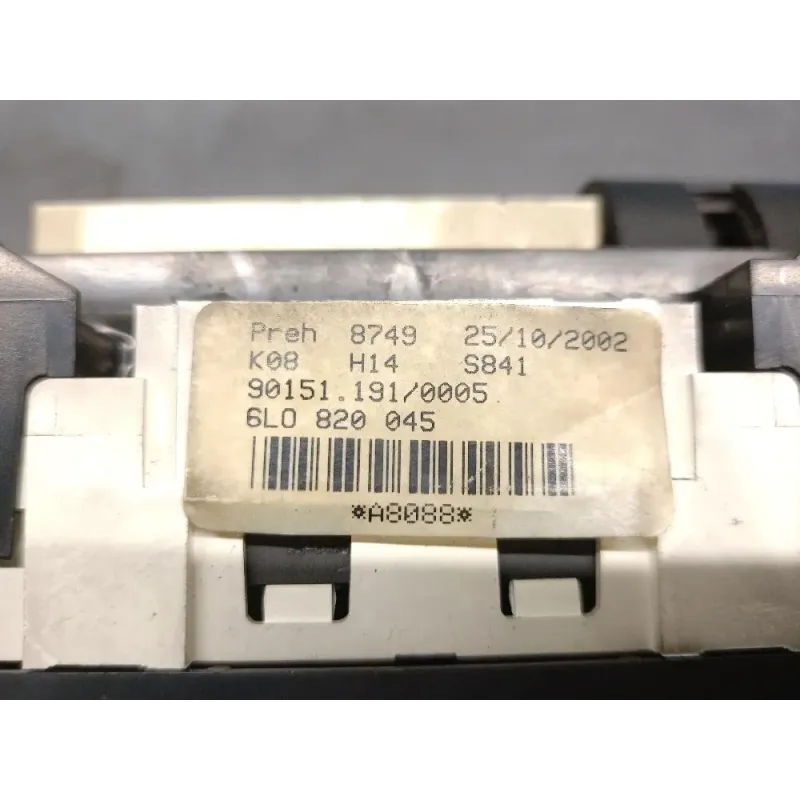 Preh 8749 25/10/2002
K08 H14 S841
90151.191/0005
6L0 820 045
*A8088*